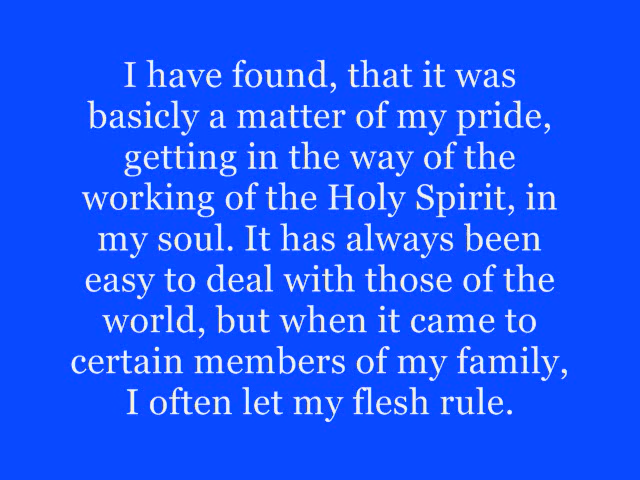 I have found, that it was
basicly a matter of my pride,
getting in the way of the
working of the Holy Spirit, in
my soul. It has always been
easy to deal with those of the
world, but when it came to
certain members of my family,
I often let my flesh rule.